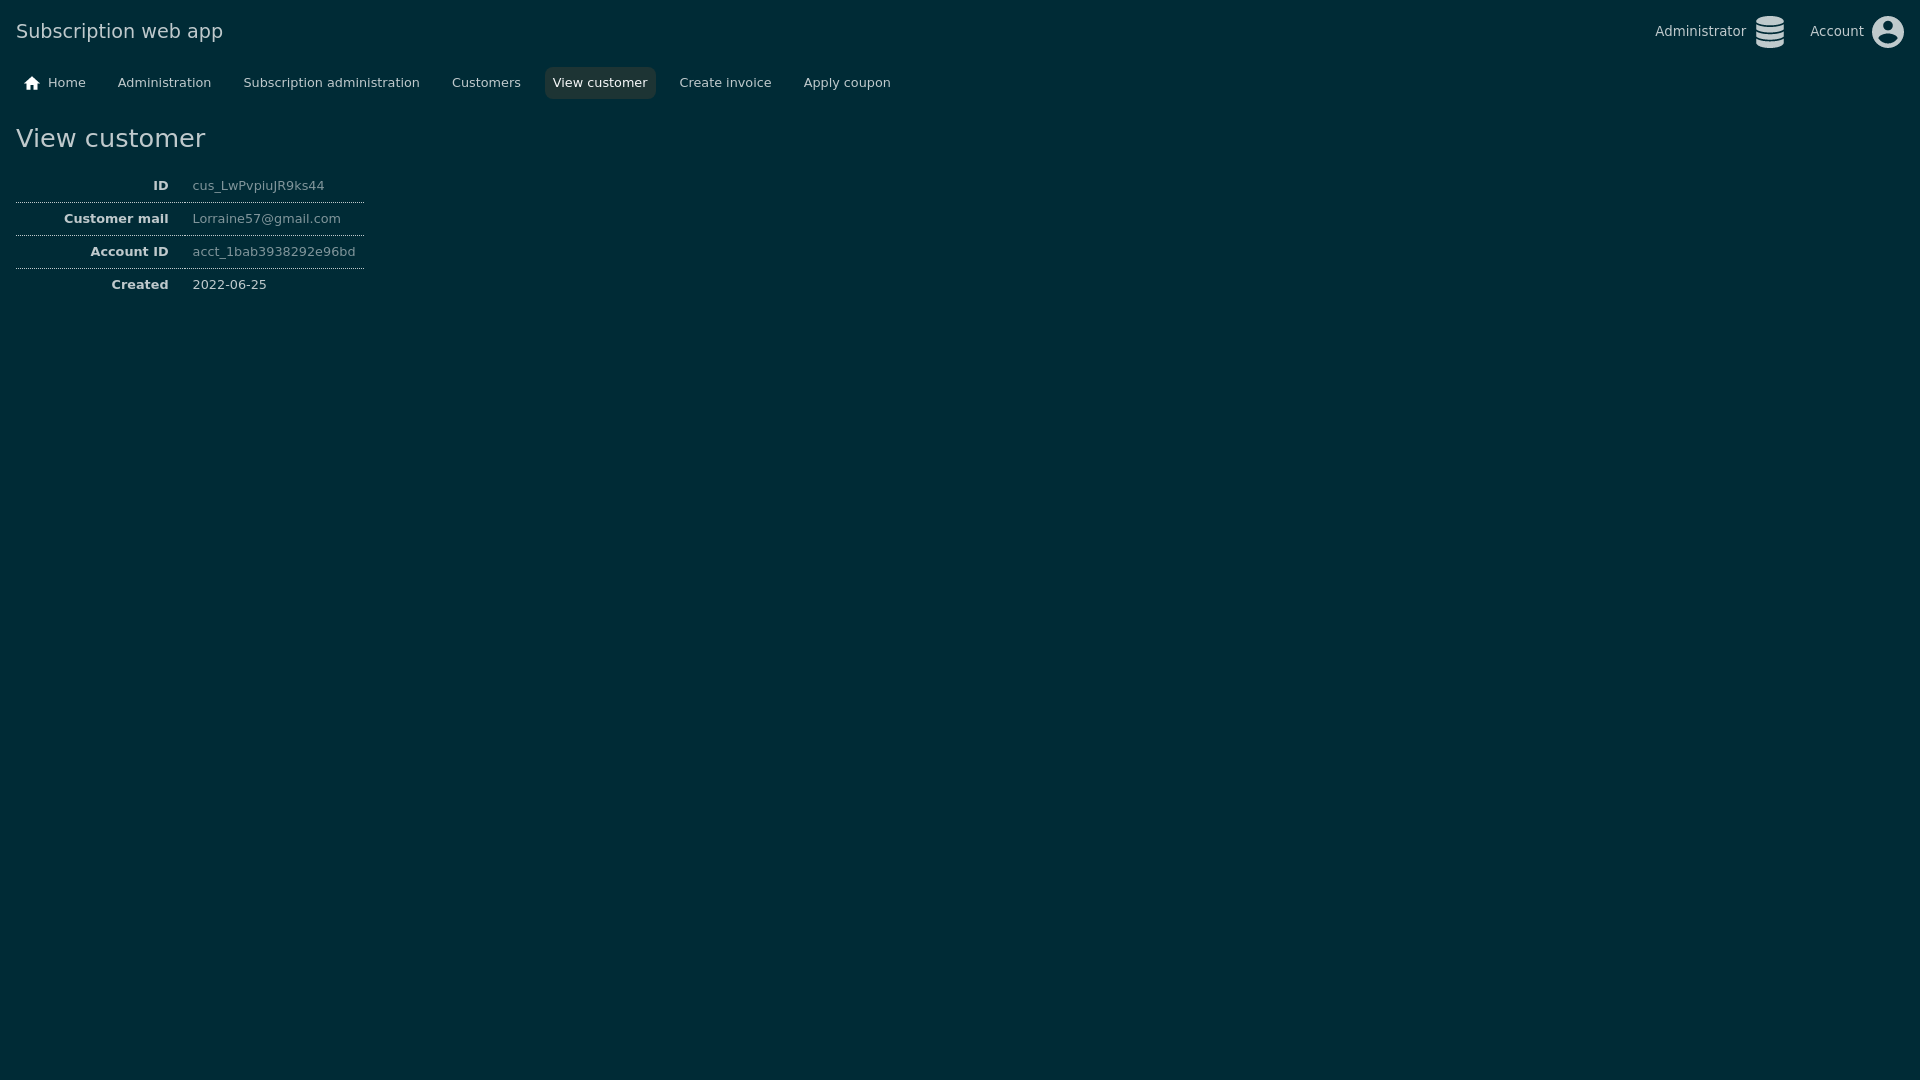 Subscription web app
Administrator
Account
Home
Administration
Subscription administration
Customers
View customer
Create invoice
Apply coupon
View customer
ID cus_LwPvpiuJR9ks44
Customer mail Lorraine57@gmail.com
Account ID acct_1bab3938292e96bd
Created 2022-06-25